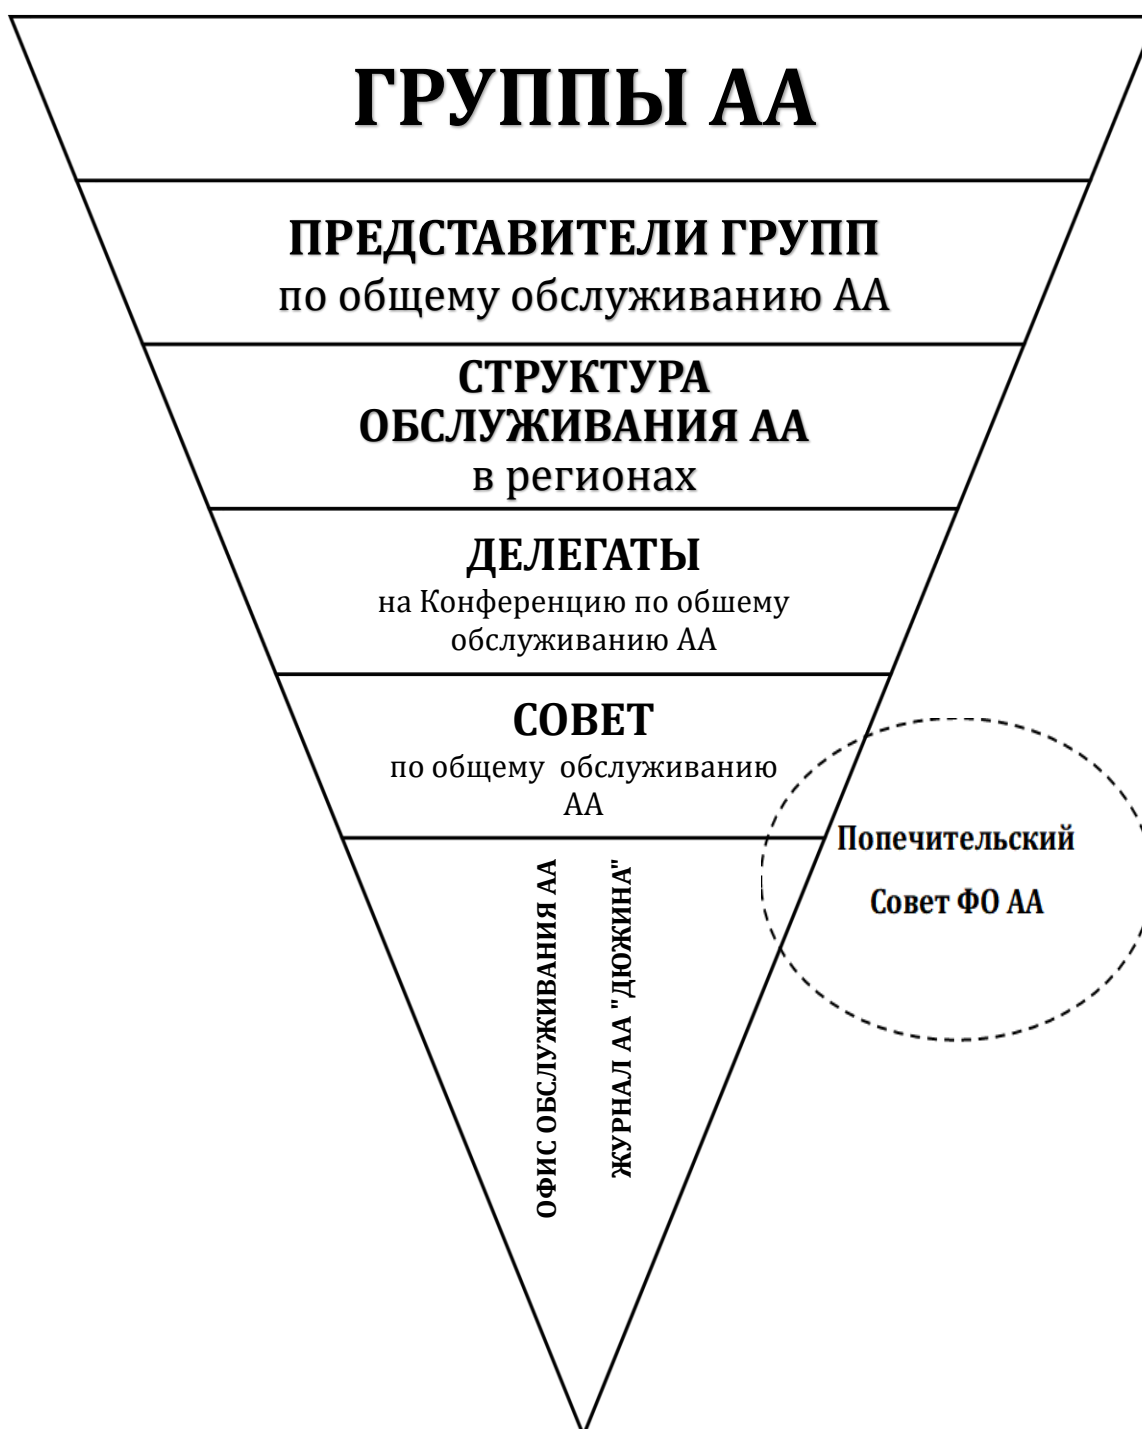 ГРУППЫ АА
ПРЕДСТАВИТЕЛИ ГРУПП
по общему обслуживанию АА
СТРУКТУРА
ОБСЛУЖИВАНИЯ АА
в регионах
ДЕЛЕГАТЫ
на Конференцию по обшему
обслуживанию АА
СОВЕТ
по общему обслуживанию
АА
Попечительский
Совет ФО АА
ОФИС ОБСЛУЖИВАНИЯ АА
ЖУРНАЛ АА "ДЮЖИНА"